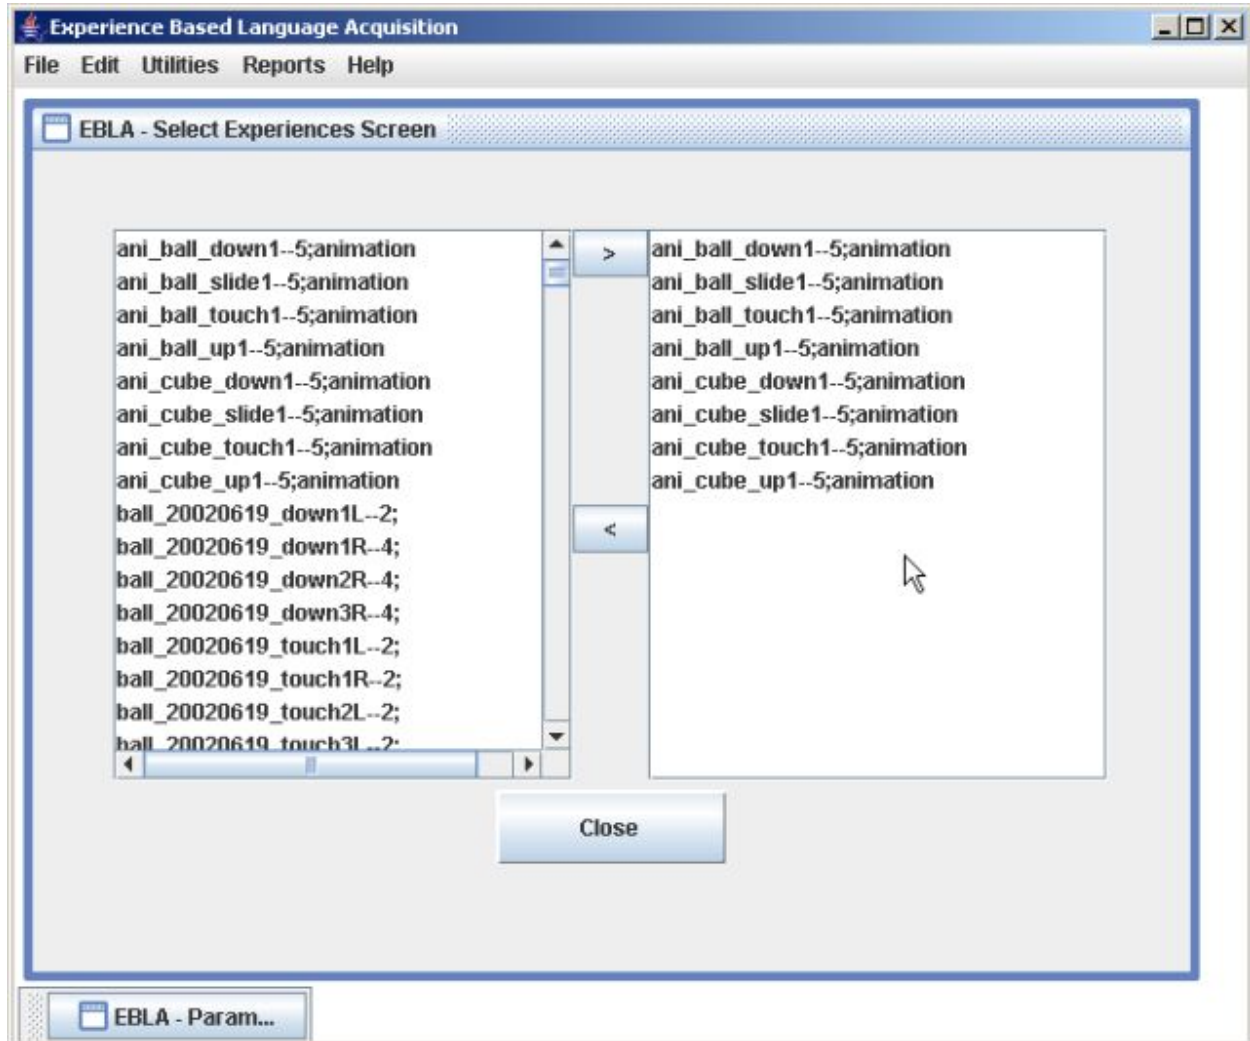 Experience Based Language Acquisition
File Edit Utilities Reports Help
EBLA - Select Experiences Screen
ani_ball_down1--5;animation
ani_ball_slide1--5;animation
ani_ball_touch1--5;animation
ani_ball_up1--5;animation
ani_cube_down1--5;animation
ani_cube_slide1--5;animation
ani_cube_touch1--5;animation
ani_cube_up1--5;animation
ball_20020619_down1L--2;
ball_20020619_down1R--4;
ball_20020619_down2R--4;
ball_20020619_down3R--4;
ball_20020619_touch1L--2;
ball_20020619_touch1R--2;
ball_20020619_touch2L--2;
ball_20020619_touch3L--2;
>
<
ani_ball_down1--5;animation
ani_ball_slide1--5;animation
ani_ball_touch1--5;animation
ani_ball_up1--5;animation
ani_cube_down1--5;animation
ani_cube_slide1--5;animation
ani_cube_touch1--5;animation
ani_cube_up1--5;animation
Close
EBLA - Param...